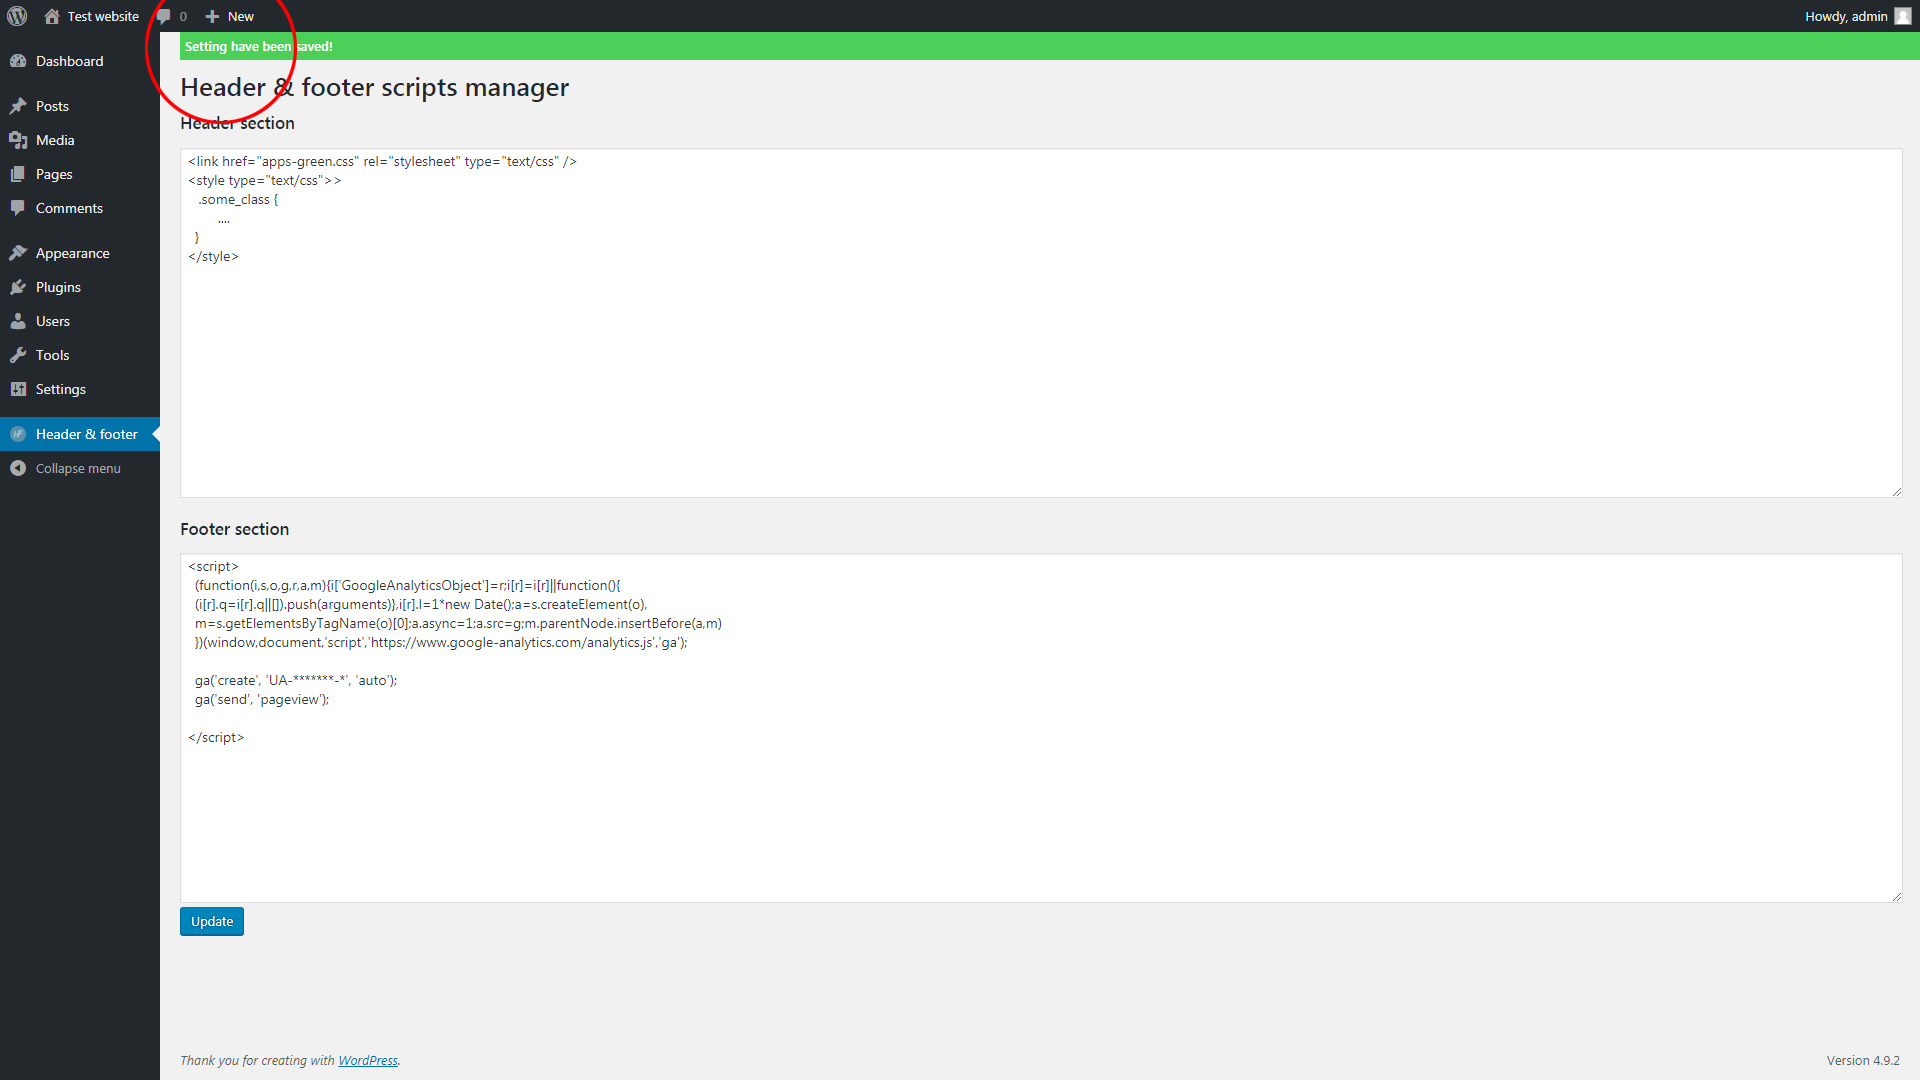 Test website
0
New
Howdy, admin
Setting have been saved!
Dashboard
Posts
Media
Pages
Comments
Appearance
Plugins
Users
Tools
Settings
HF
Header & footer
Collapse menu
Header & footer scripts manager
Header section
<link href="apps-green.css" rel="stylesheet" type="text/css" />
<style type="text/css">>
.some_class {
....
}
</style>
Footer section
<script>
(function(i,s,o,g,r,a,m){i['GoogleAnalyticsObject']=r;i[r]=i[r]||function(){
(i[r].q=i[r].q||[]).push(arguments)},i[r].l=1*new Date();a=s.createElement(o),
m=s.getElementsByTagName(o)[0];a.async=1;a.src=g;m.parentNode.insertBefore(a,m)
})(window,document,'script','https://www.google-analytics.com/analytics.js','ga');
ga('create', 'UA-*******-*', 'auto');
ga('send', 'pageview');
</script>
Update
Thank you for creating with WordPress.
Version 4.9.2